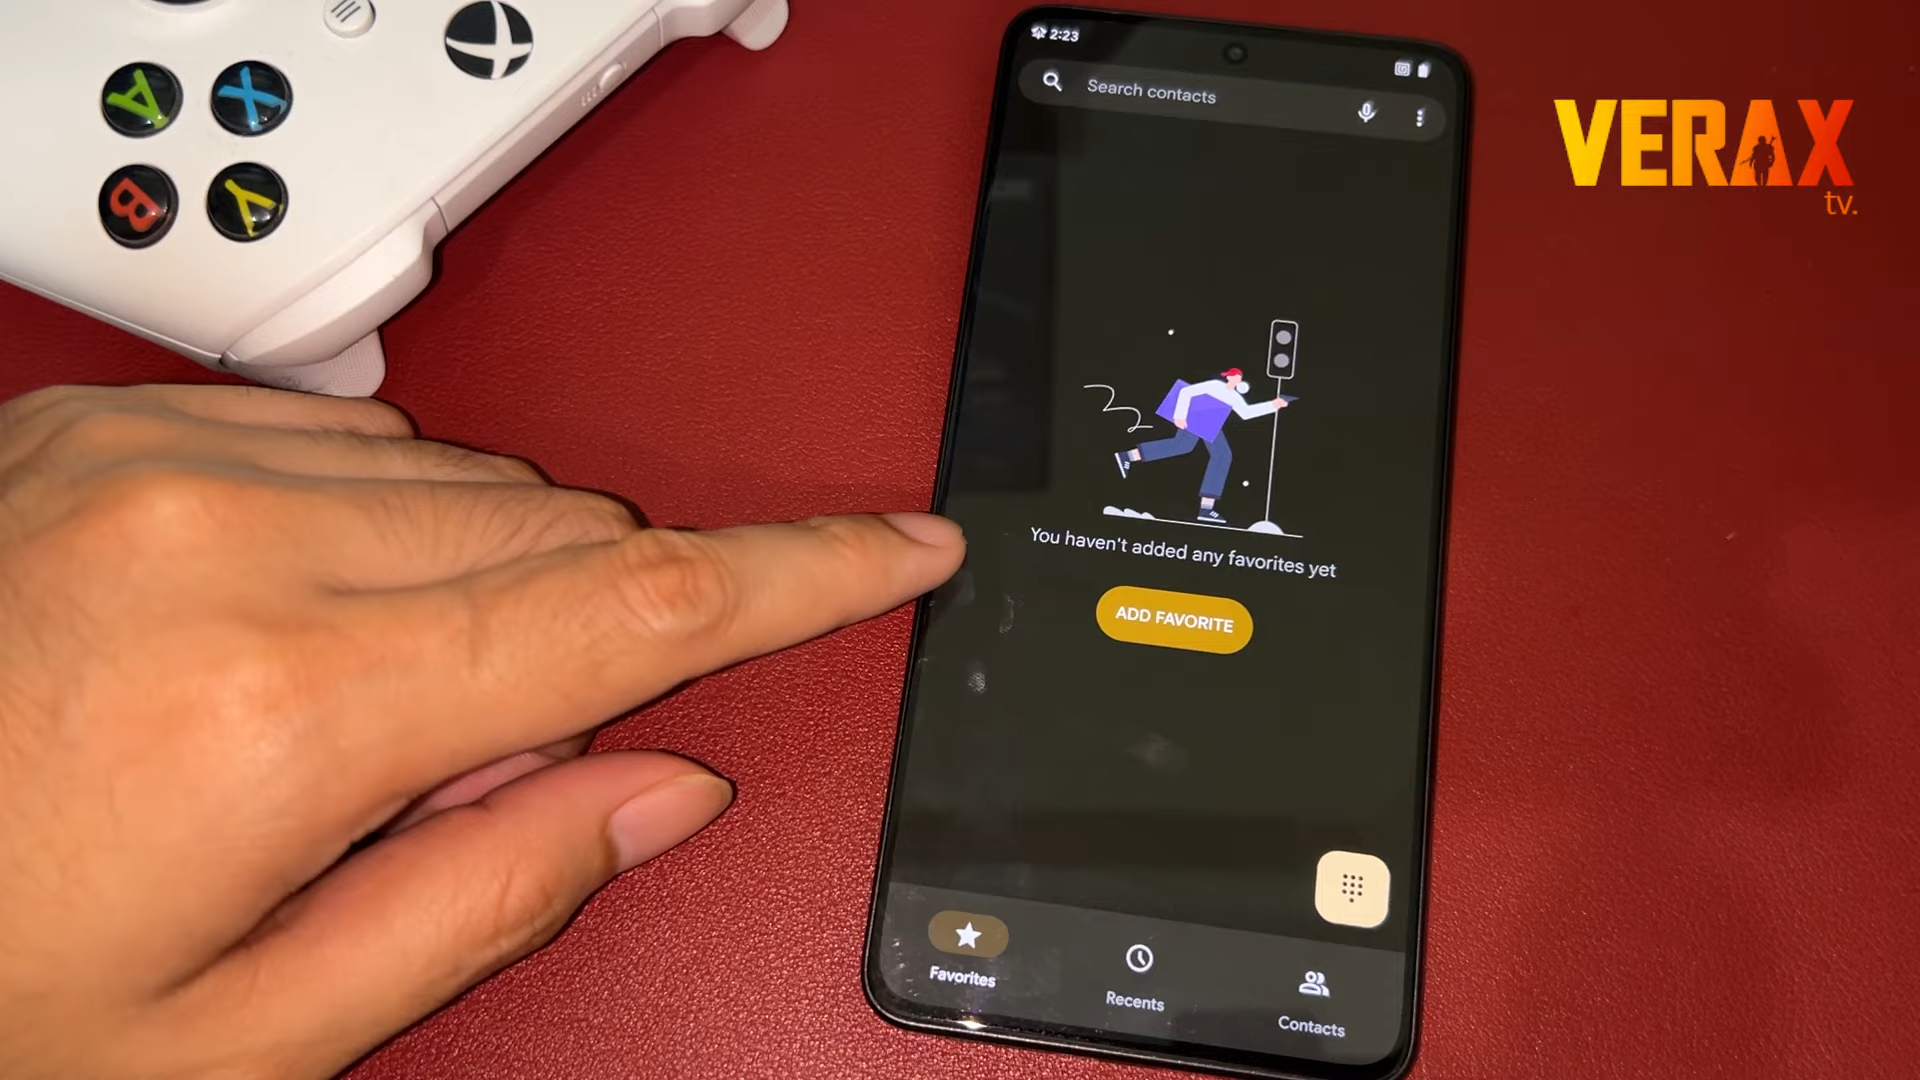 2:23
Search contacts
VERAX
tv.
A
X
B
Y
You haven't added any favorites yet
ADD FAVORITE
Favorites
Recents
Contacts